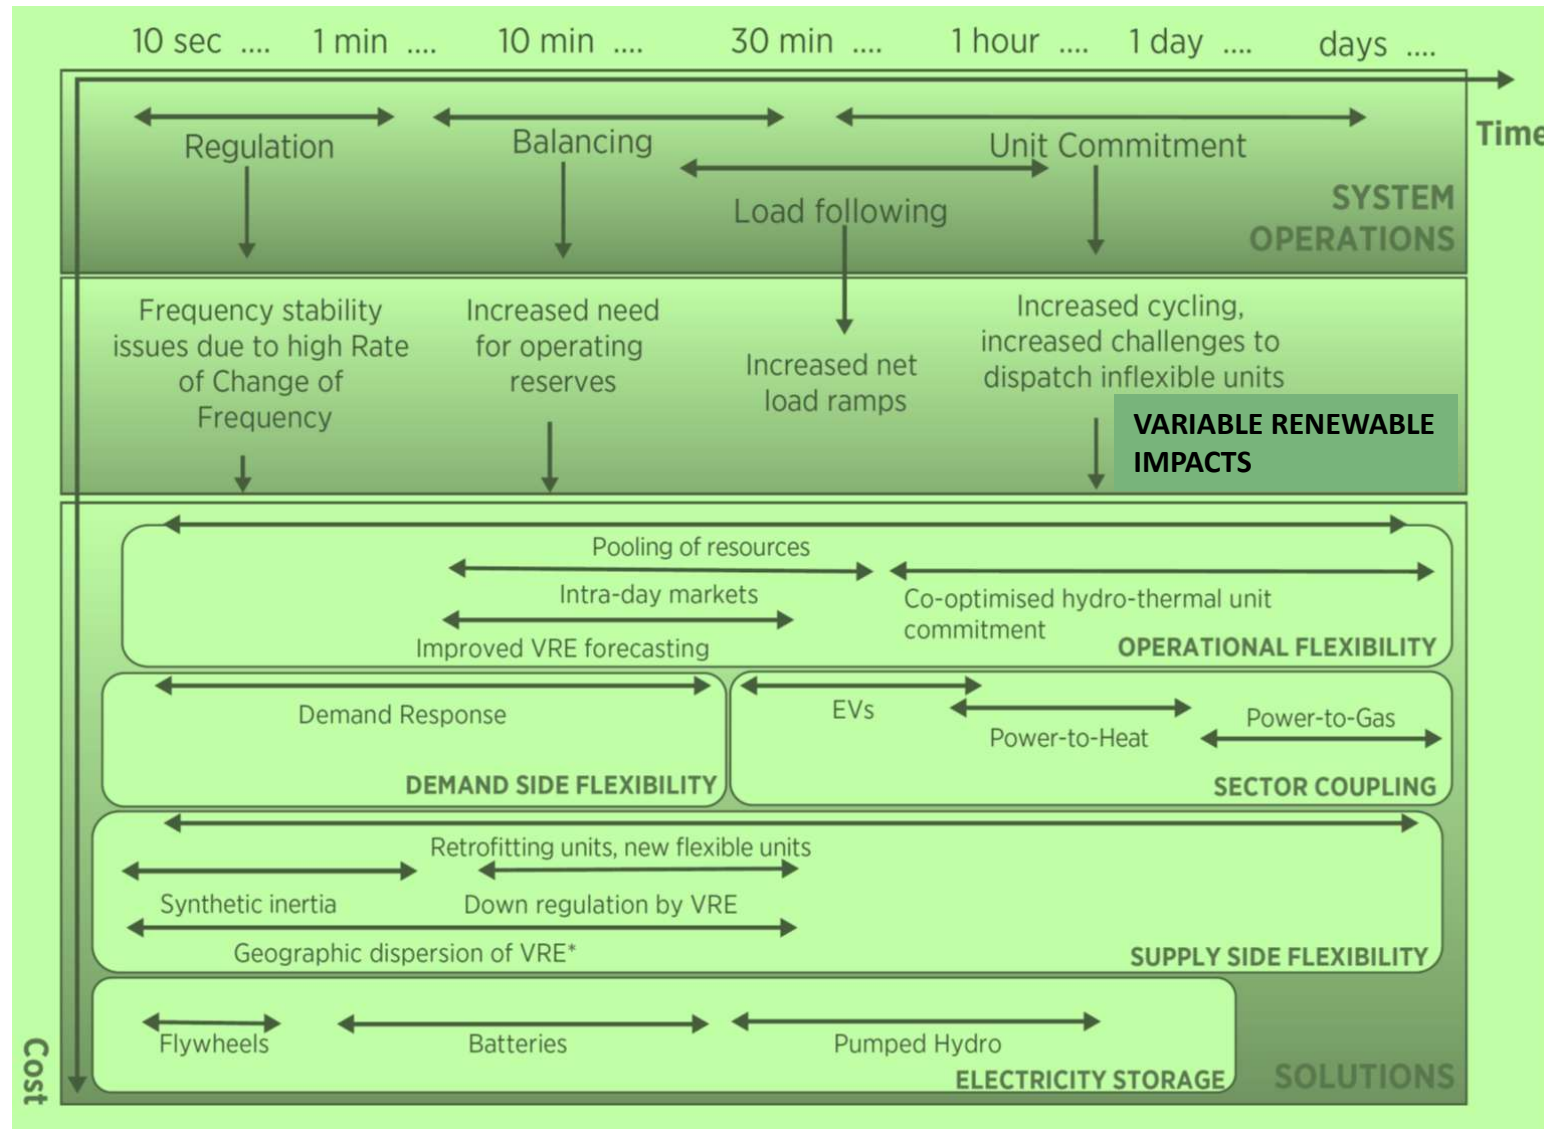 10 sec .... 1 min .... 10 min .... 30 min .... 1 hour .... 1 day .... days ....
Time
Regulation
Balancing
Unit Commitment
Load following
SYSTEM
OPERATIONS
Frequency stability
issues due to high Rate
of Change of
Frequency
Increased need
for operating
reserves
Increased net
load ramps
Increased cycling,
increased challenges to
dispatch inflexible units
VARIABLE RENEWABLE
IMPACTS
Pooling of resources
Intra-day markets
Co-optimised hydro-thermal unit
commitment
Improved VRE forecasting
OPERATIONAL FLEXIBILITY
Demand Response
DEMAND SIDE FLEXIBILITY
EVs
Power-to-Heat
Power-to-Gas
SECTOR COUPLING
Retrofitting units, new flexible units
Synthetic inertia
Down regulation by VRE
Geographic dispersion of VRE*
SUPPLY SIDE FLEXIBILITY
Flywheels
Batteries
Pumped Hydro
ELECTRICITY STORAGE
SOLUTIONS
Cost